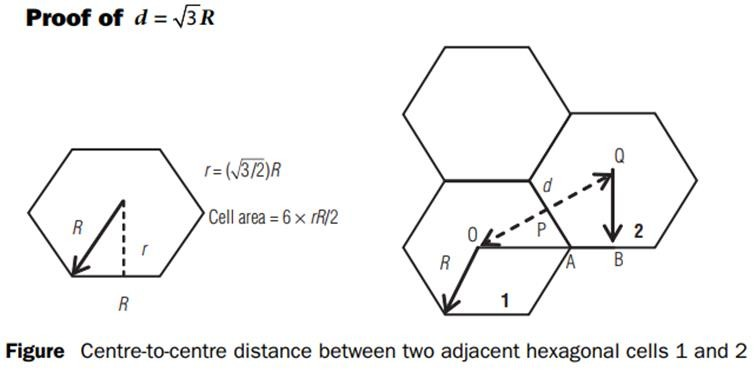 Proof of d = √3R
r = (√3/2)R
Cell area = 6 × rR/2
R
r
R
Q
d
O
P
2
R
A
B
1
Figure Centre-to-centre distance between two adjacent hexagonal cells 1 and 2